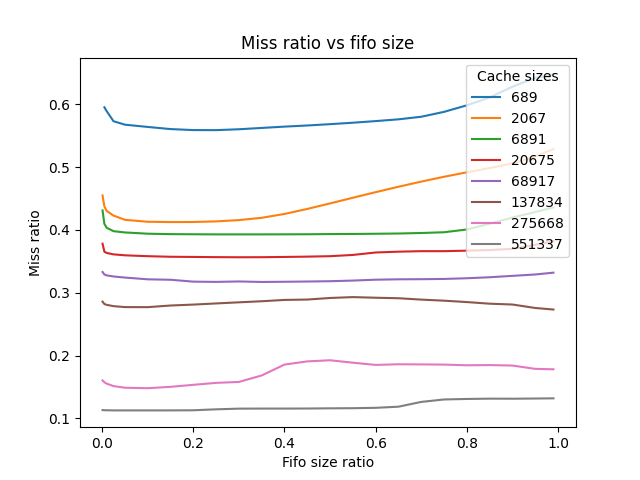 Miss ratio vs fifo size
Miss ratio
0.6
0.5
0.4
0.3
0.2
0.1
Cache sizes
689
2067
6891
20675
68917
137834
275668
551337
0.0 0.2 0.4 0.6 0.8 1.0
Fifo size ratio